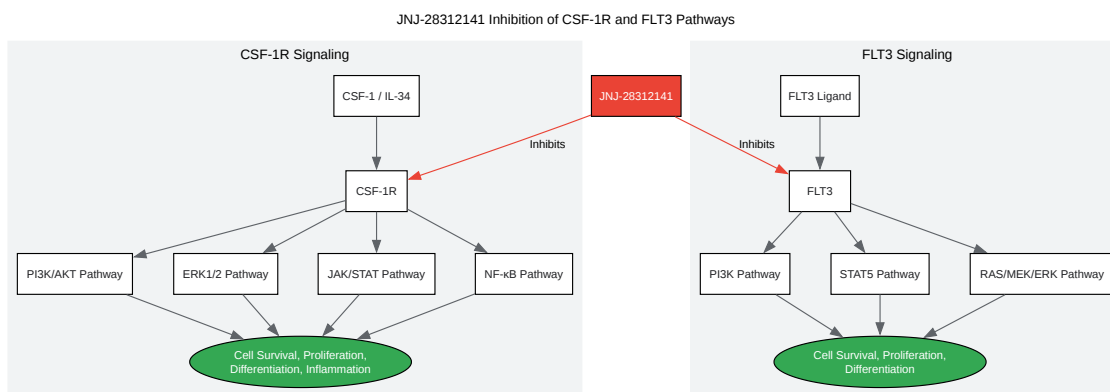 JNJ-28312141 Inhibition of CSF-1R and FLT3 Pathways
CSF-1R Signaling
FLT3 Signaling
CSF-1 / IL-34
JNJ-28312141
FLT3 Ligand
Inhibits
Inhibits
CSF-1R
FLT3
PI3K/AKT Pathway
ERK1/2 Pathway
JAK/STAT Pathway
NF-κB Pathway
PI3K Pathway
STAT5 Pathway
RAS/MEK/ERK Pathway
Cell Survival, Proliferation,
Differentiation, Inflammation
Cell Survival, Proliferation,
Differentiation